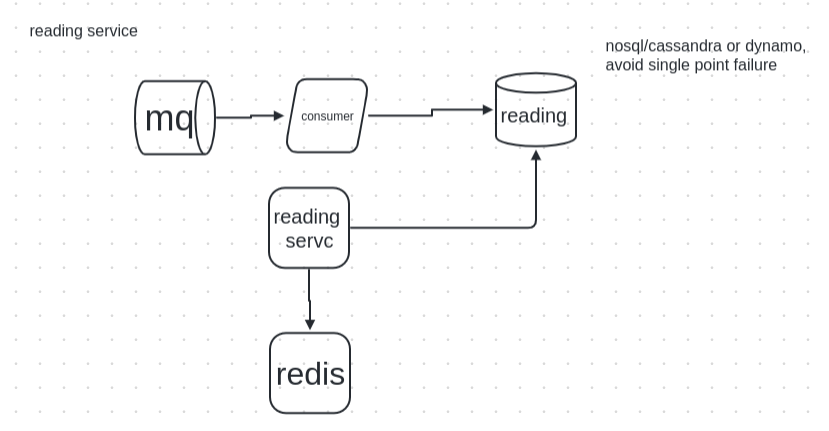 reading service
nosql/cassandra or dynamo,
avoid single point failure
mq
consumer
reading
reading
servc
redis